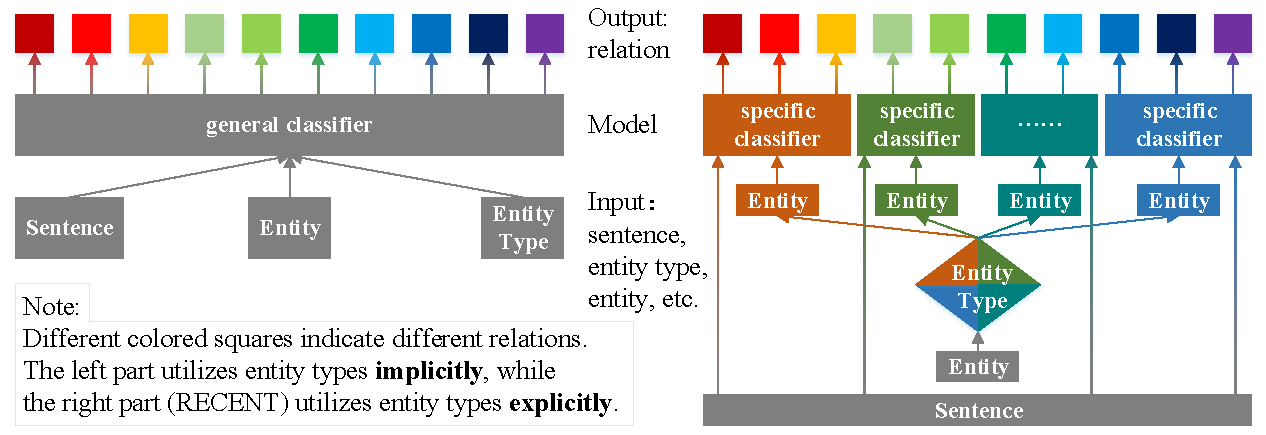 Output:
relation
Model
Input：
sentence,
entity type,
entity, etc.
general classifier
Sentence
Entity
Entity
Type
Note:
Different colored squares indicate different relations.
The left part utilizes entity types implicitly, while
the right part (RECENT) utilizes entity types explicitly.
specific
classifier
specific
classifier
……
specific
classifier
Entity
Entity
Entity
Entity
Entity
Type
Entity
Sentence